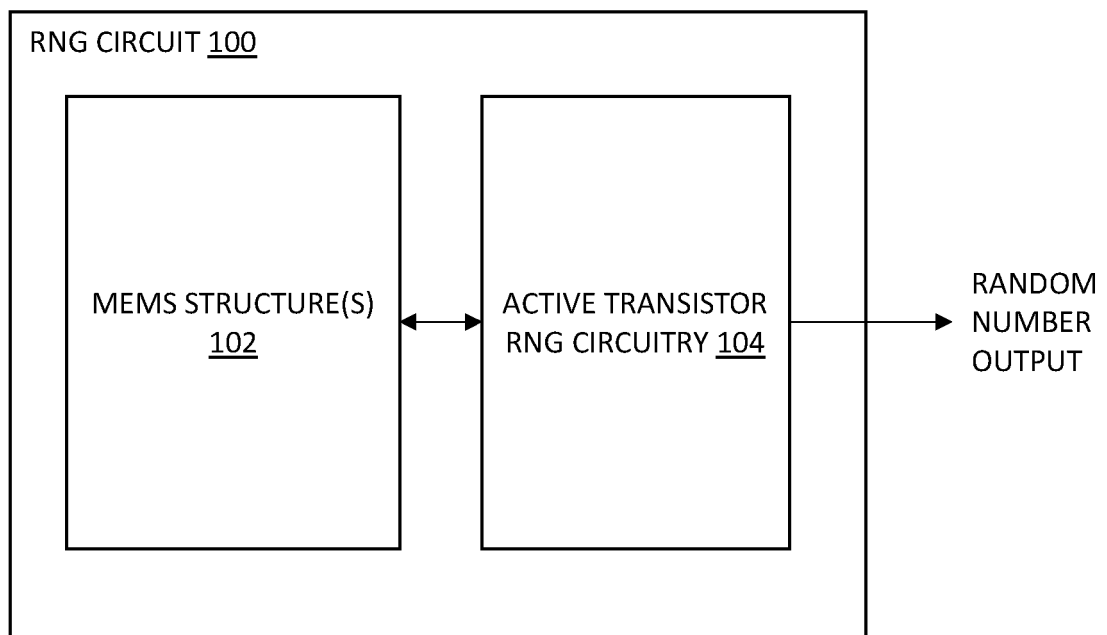 RNG CIRCUIT 100
MEMS STRUCTURE(S)
102
ACTIVE TRANSISTOR
RNG CIRCUITRY 104
RANDOM
NUMBER
OUTPUT